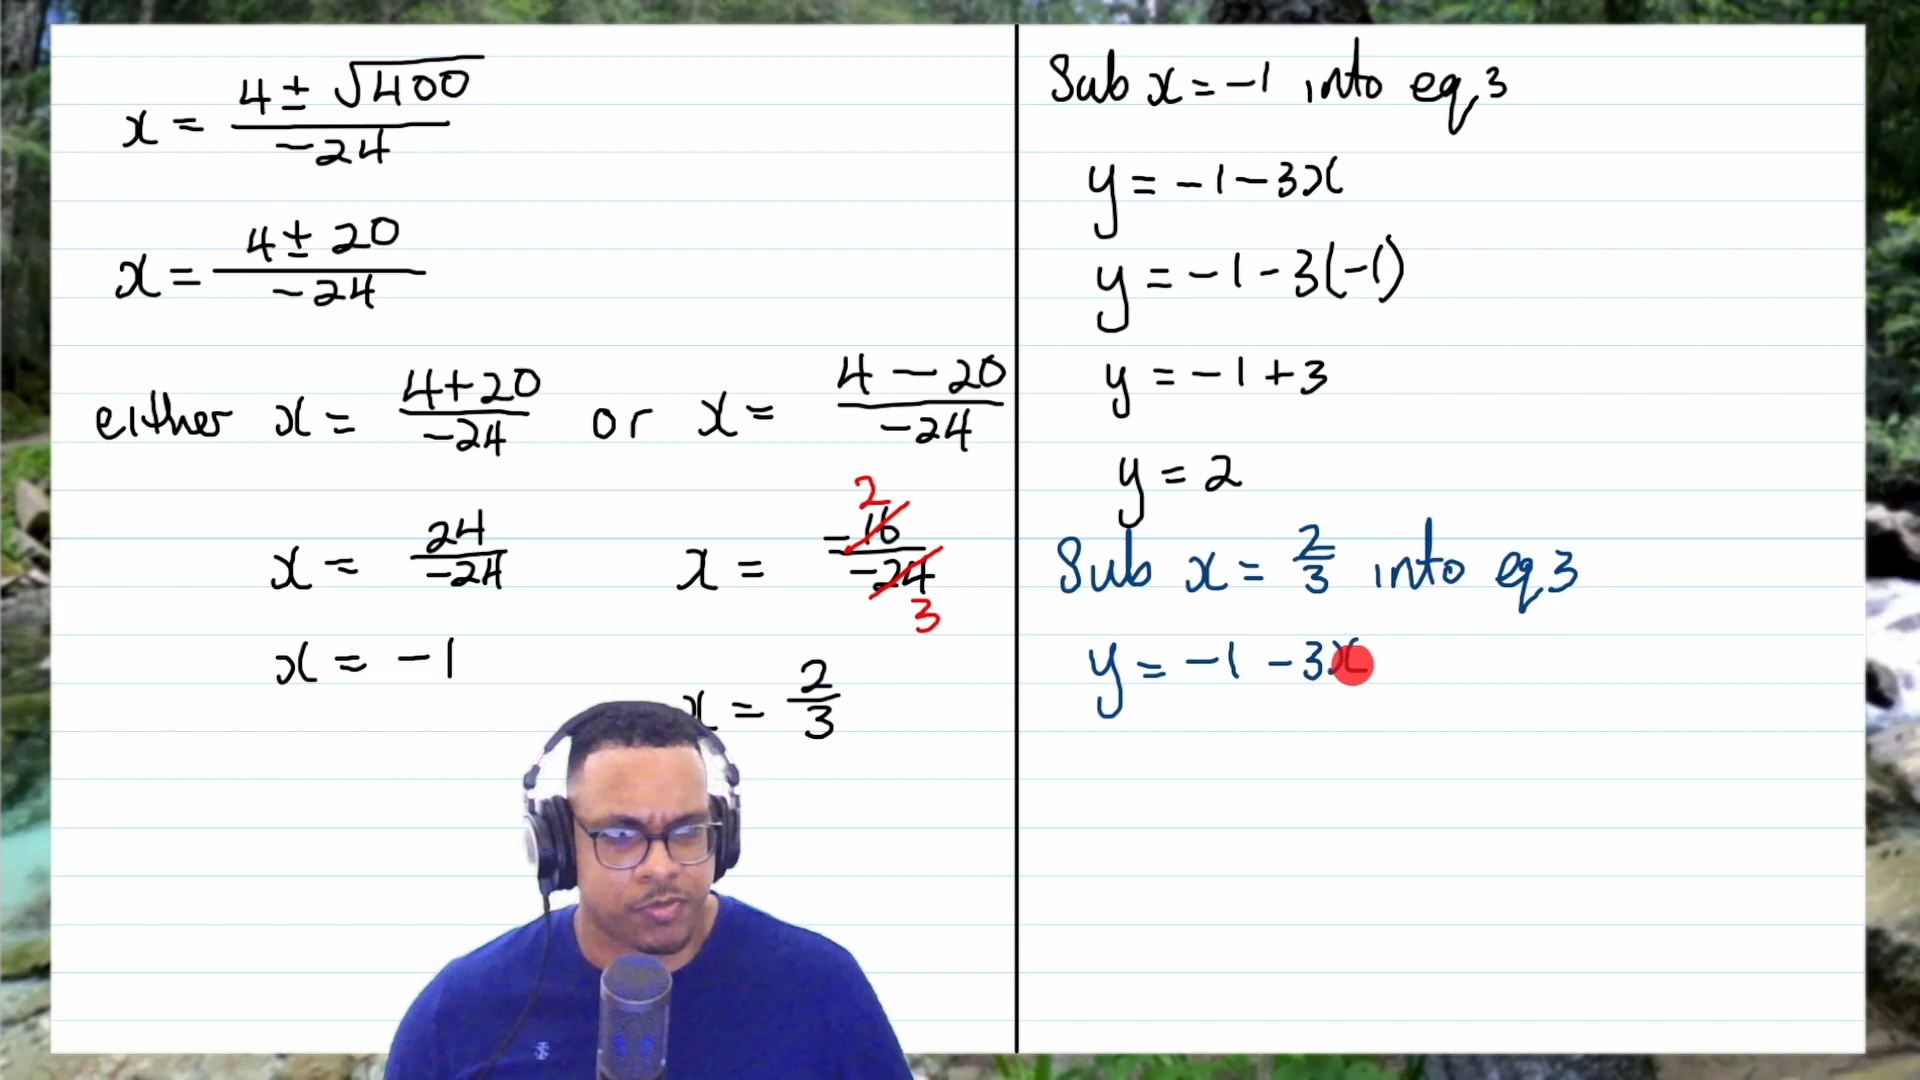 x = 4 ± √400 / -24
x = 4 ± 20 / -24
either x = 4+20 / -24 or x = 4 - 20 / -24
x = 24 / -24 x = -16 / -24 2 3
x = -1
x = 2/3
Sub x = -1 into eq 3
y = -1 - 3x
y = -1 - 3(-1)
y = -1 + 3
y = 2
Sub x = 2/3 into eq 3
y = -1 - 3x